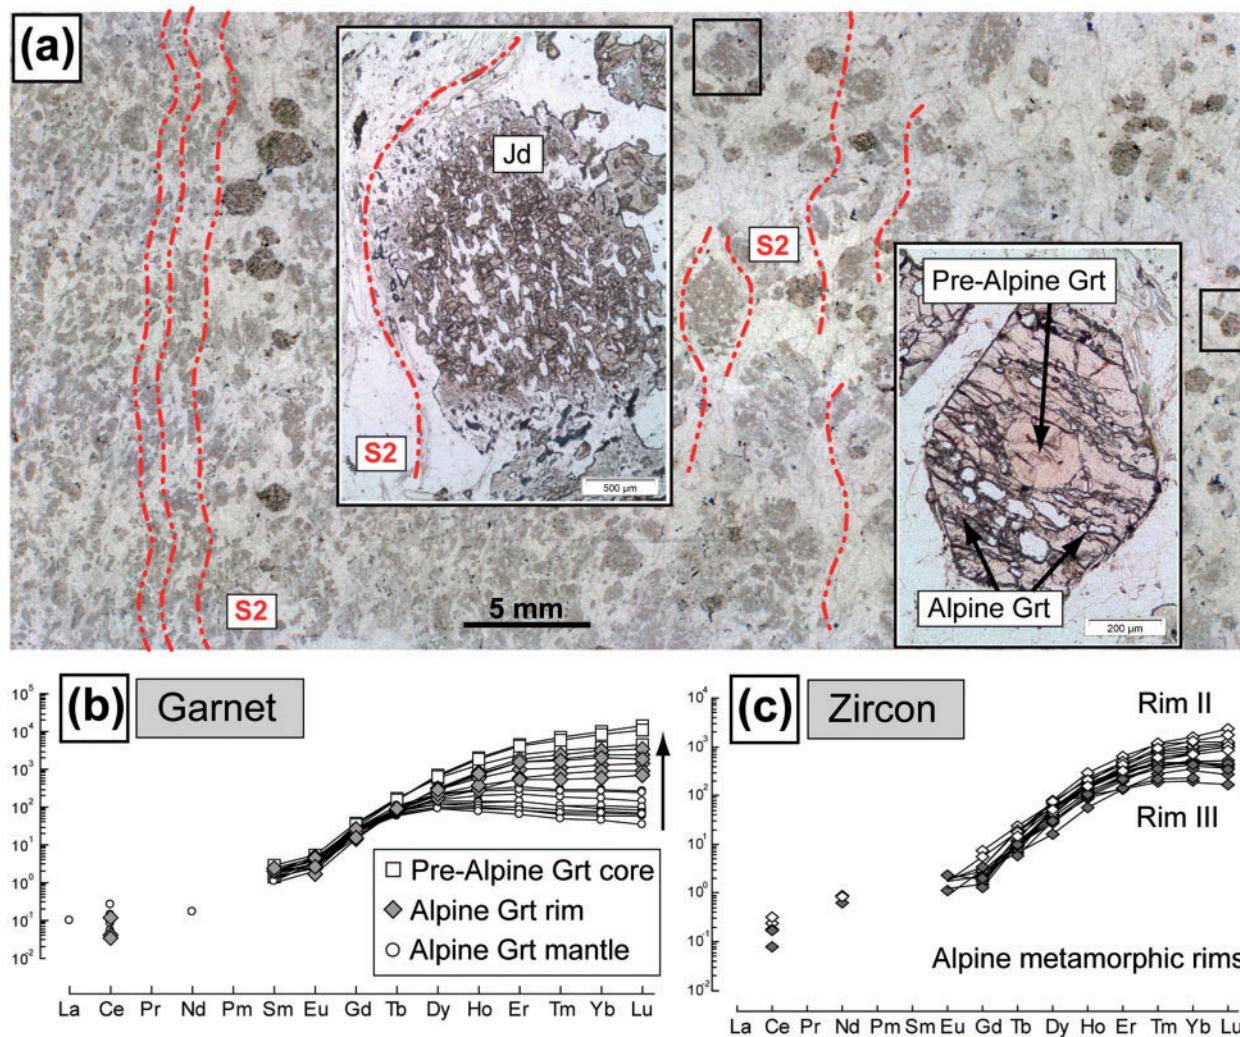 (a)
Jd
S2
500 µm
S2
Pre-Alpine Grt
Alpine Grt
200 µm
S2
5 mm
(b)
Garnet
10⁵
10⁴
10³
10²
10¹
10⁰
10⁻¹
10⁻²
Pre-Alpine Grt core
Alpine Grt rim
Alpine Grt mantle
La Ce Pr Nd Pm Sm Eu Gd Tb Dy Ho Er Tm Yb Lu
(c)
Zircon
10⁴
10³
10²
10¹
10⁰
10⁻¹
10⁻²
Rim II
Rim III
Alpine metamorphic rims
La Ce Pr Nd Pm Sm Eu Gd Tb Dy Ho Er Tm Yb Lu